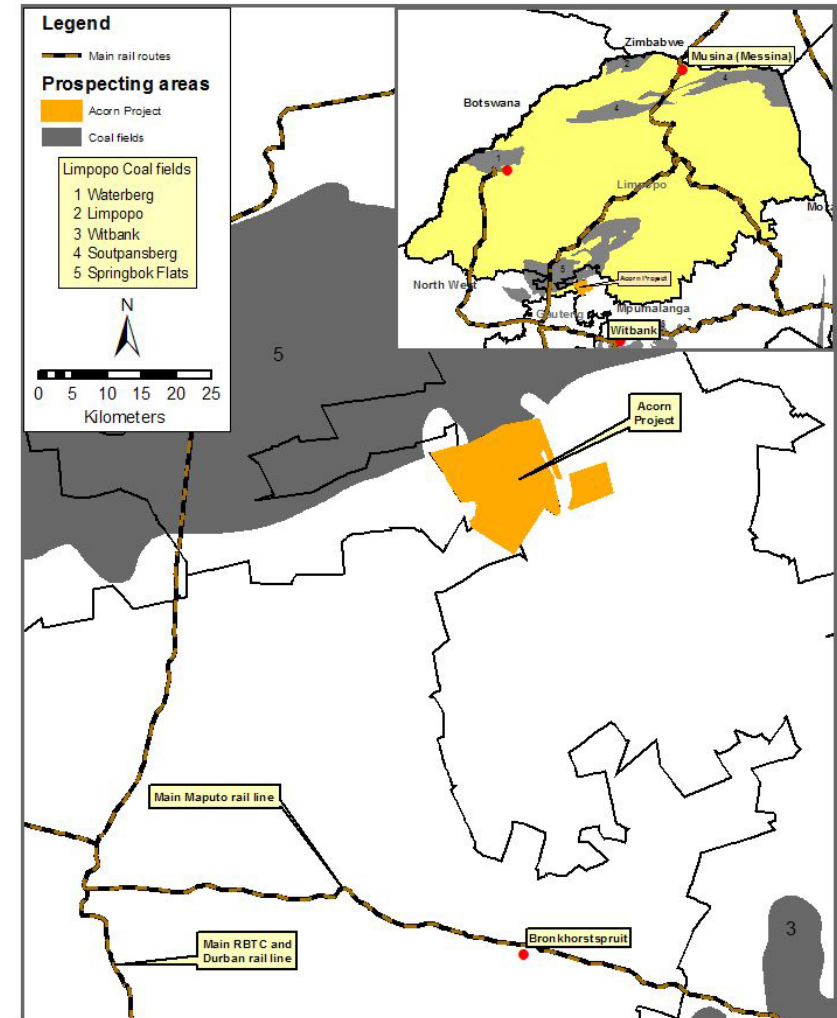 Legend
Main rail routes
Prospecting areas
Acorn Project
Coal fields
Limpopo Coal fields
1 Waterberg
2 Limpopo
3 Witbank
4 Soutpansberg
5 Springbok Flats
N
0 5 10 15 20 25
Kilometers
Zimbabwe
Musina (Messina)
2
4
Botswana
4
1
Limpopo
Moza
5
Acorn Project
North West
Mpumalanga
Gauteng
Witbank
5
Acorn
Project
Main Maputo rail line
Main RBTC and
Durban rail line
Bronkhorstspruit
3